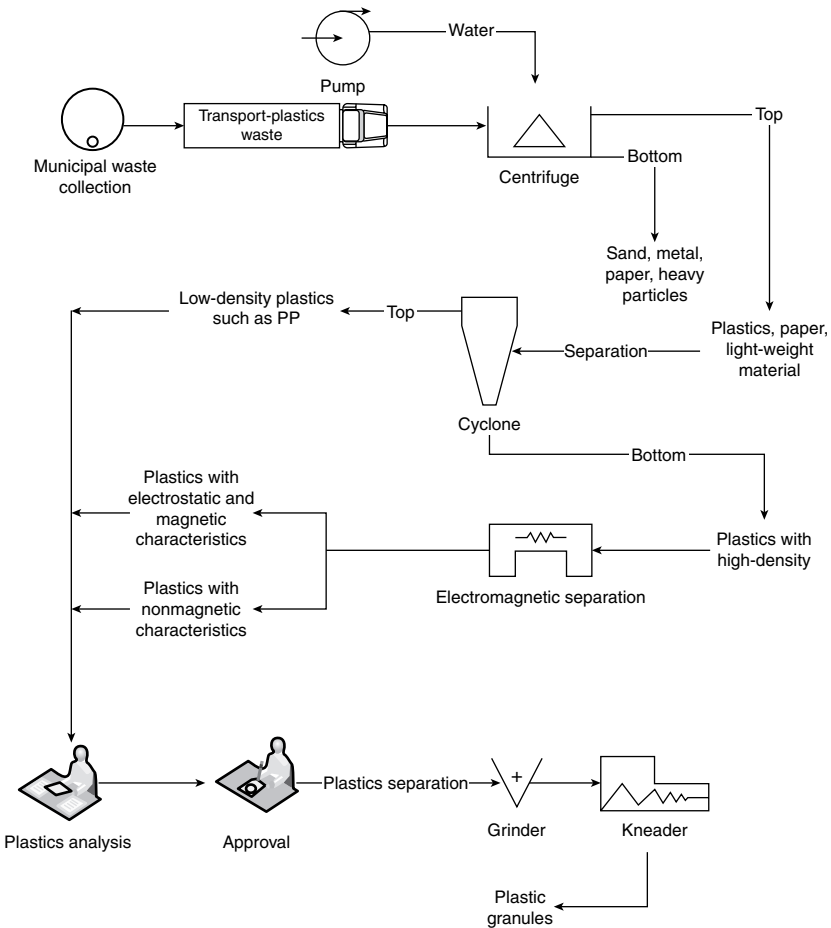 Water
Pump
Transport-plastics
waste
Municipal waste
collection
Centrifuge
Top
Bottom
Sand, metal,
paper, heavy
particles
Low-density plastics
such as PP
Top
Separation
Plastics, paper,
light-weight
material
Cyclone
Bottom
Plastics with
electrostatic and
magnetic
characteristics
Plastics with
high-density
Electromagnetic separation
Plastics with
nonmagnetic
characteristics
Plastics separation
+
Plastics analysis
Approval
Grinder
Kneader
Plastic
granules